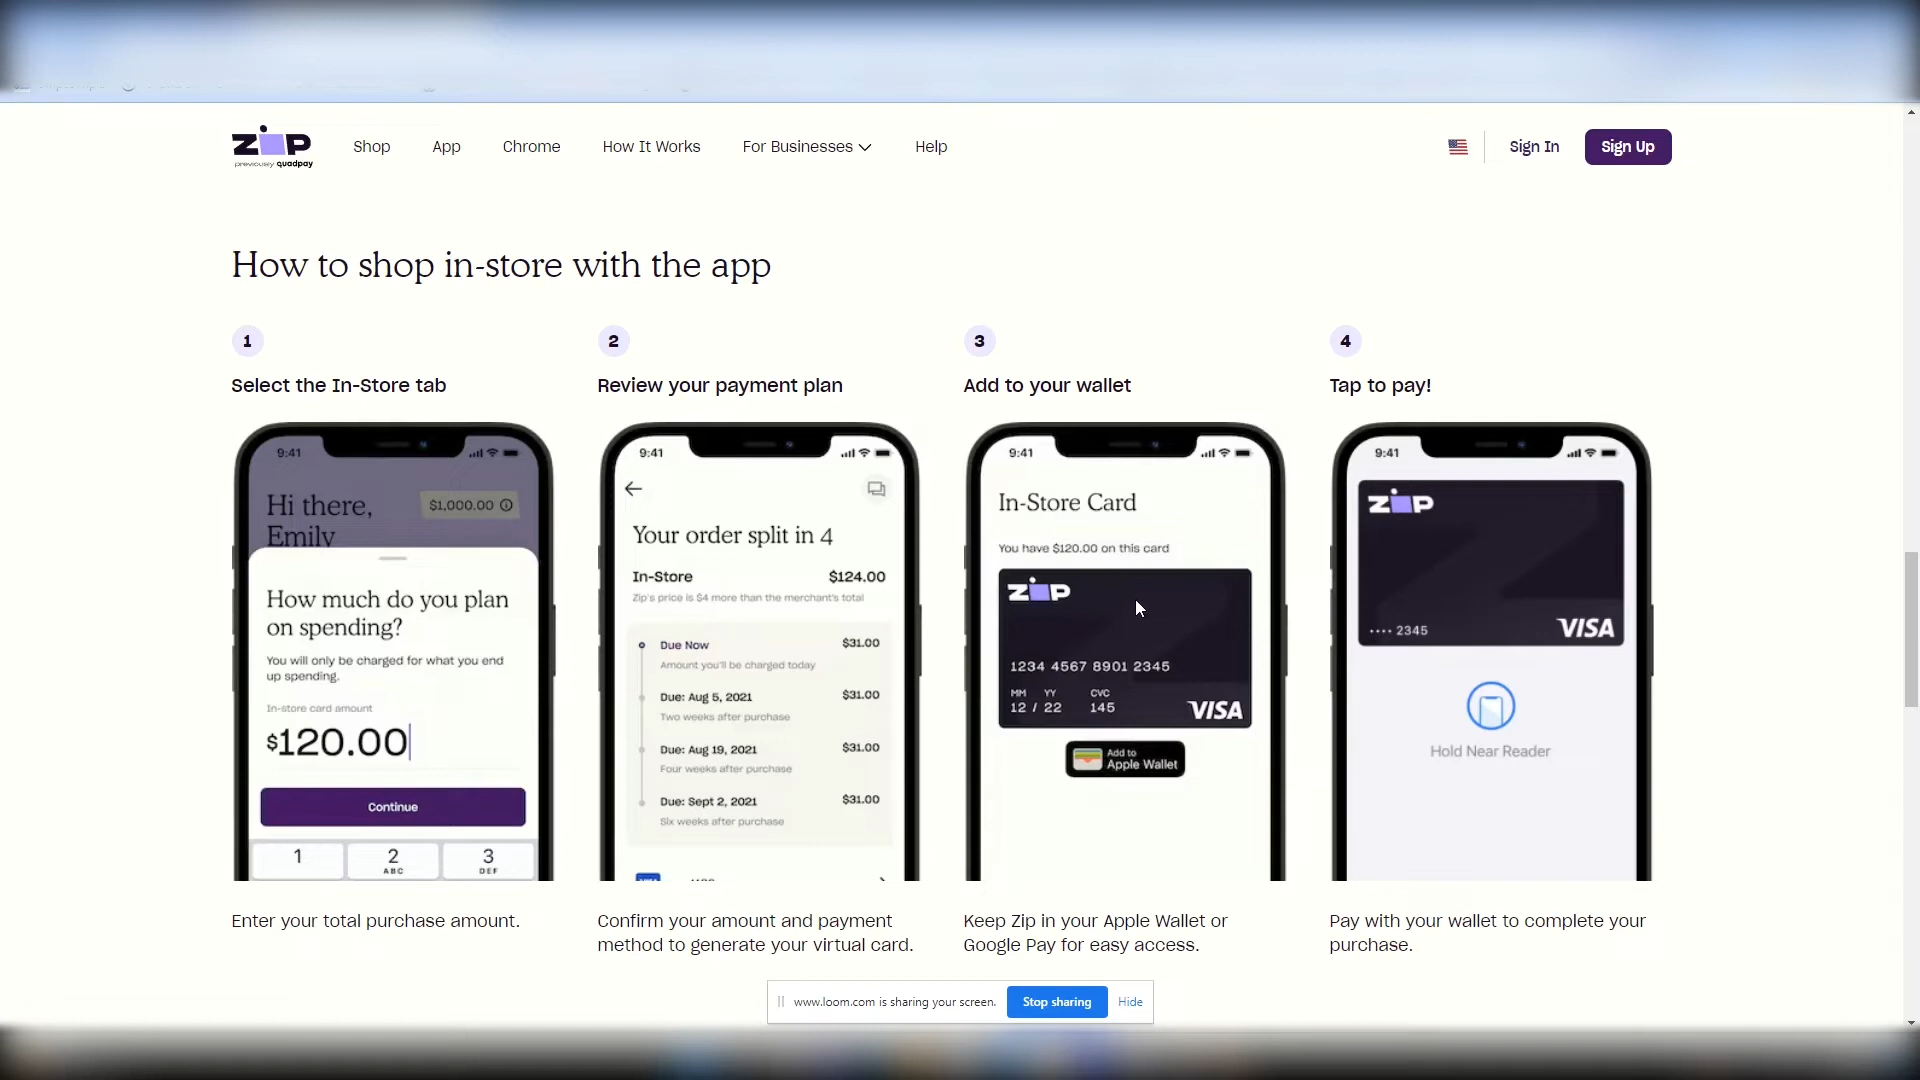 ZIP
previously quadpay
Shop
App
Chrome
How It Works
For Businesses
Help
Sign In
Sign Up
How to shop in-store with the app
1
Select the In-Store tab
9:41
Hi there,
Emily
$1,000.00
How much do you plan
on spending?
You will only be charged for what you end
up spending.
In-store card amount
$120.00
Continue
1
2
ABC
3
DEF
Enter your total purchase amount.
2
Review your payment plan
9:41
Your order split in 4
In-Store $124.00
Zip's price is $4 more than the merchant's total
Due Now $31.00
Amount you'll be charged today
Due: Aug 5, 2021 $31.00
Two weeks after purchase
Due: Aug 19, 2021 $31.00
Four weeks after purchase
Due: Sept 2, 2021 $31.00
Six weeks after purchase
Confirm your amount and payment
method to generate your virtual card.
3
Add to your wallet
9:41
In-Store Card
You have $120.00 on this card
ZIP
1234 4567 8901 2345
MM YY CVC
12 / 22 145
VISA
Add to
Apple Wallet
Keep Zip in your Apple Wallet or
Google Pay for easy access.
4
Tap to pay!
9:41
ZIP
•••• 2345
VISA
Hold Near Reader
Pay with your wallet to complete your
purchase.
www.loom.com is sharing your screen.
Stop sharing
Hide